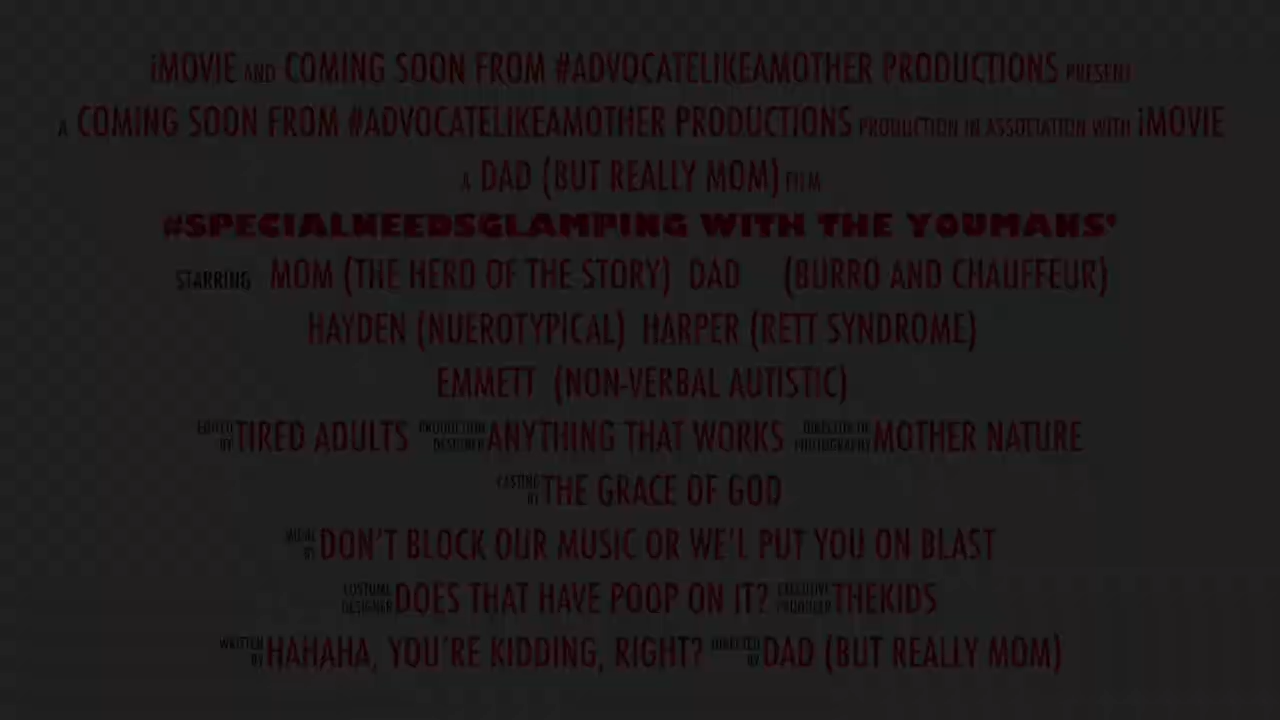 iMOVIE AND COMING SOON FROM #ADVOCATELIKEAMOTHER PRODUCTIONS PRESENT
A COMING SOON FROM #ADVOCATELIKEAMOTHER PRODUCTIONS PRODUCTION IN ASSOCIATION WITH iMOVIE
A DAD (BUT REALLY MOM) FILM
#SPECIALNEEDSGLAMPING WITH THE YOUMANS'
STARRING MOM (THE HERO OF THE STORY) DAD (BURRO AND CHAUFFEUR)
HAYDEN (NUEROTYPICAL) HARPER (RETT SYNDROME)
EMMETT (NON-VERBAL AUTISTIC)
EDITED BY TIRED ADULTS PRODUCTION DESIGNER ANYTHING THAT WORKS DIRECTOR OF PHOTOGRAPHY MOTHER NATURE
CASTING BY THE GRACE OF GOD
MUSIC BY DON'T BLOCK OUR MUSIC OR WE'L PUT YOU ON BLAST
COSTUME DESIGNER DOES THAT HAVE POOP ON IT? EXECUTIVE PRODUCER THEKIDS
WRITTEN BY HAHAHA, YOU'RE KIDDING, RIGHT? DIRECTED BY DAD (BUT REALLY MOM)